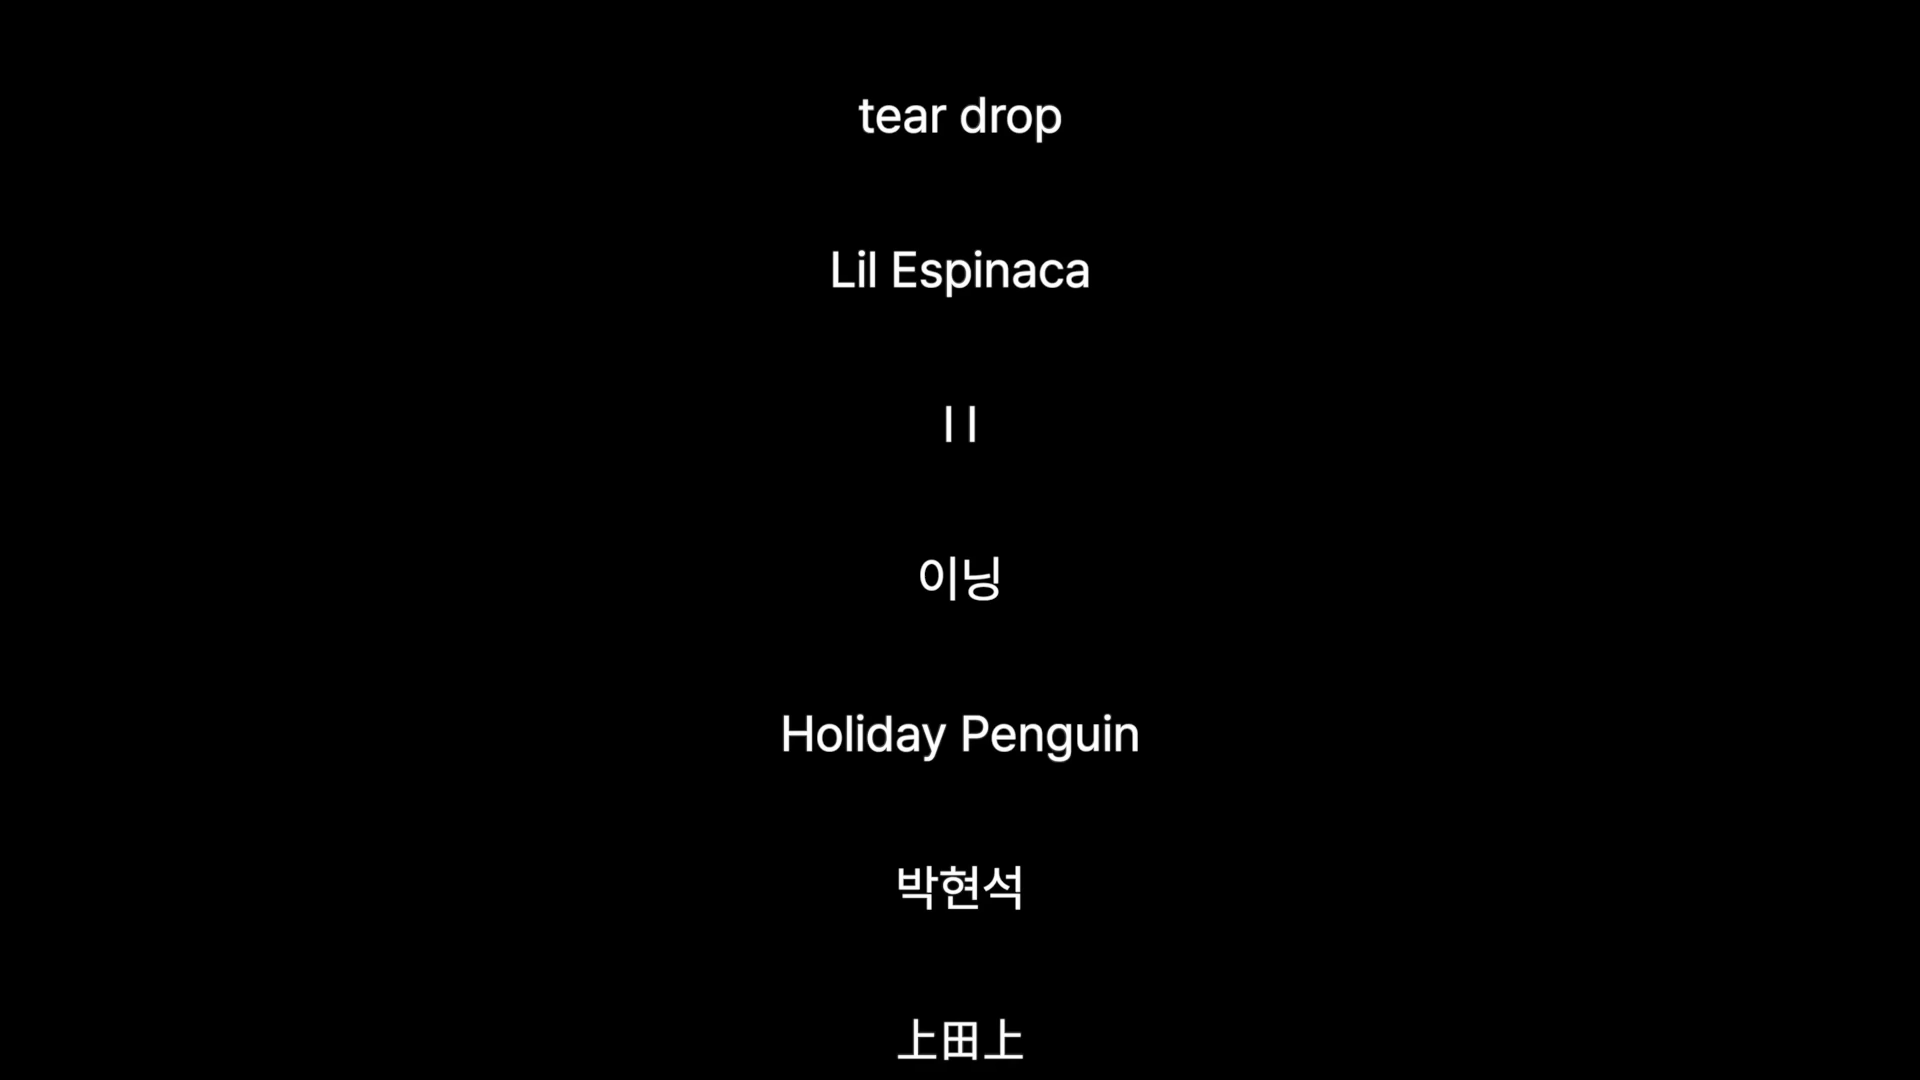 tear drop
Lil Espinaca
I I
이닝
Holiday Penguin
박현석
上田上